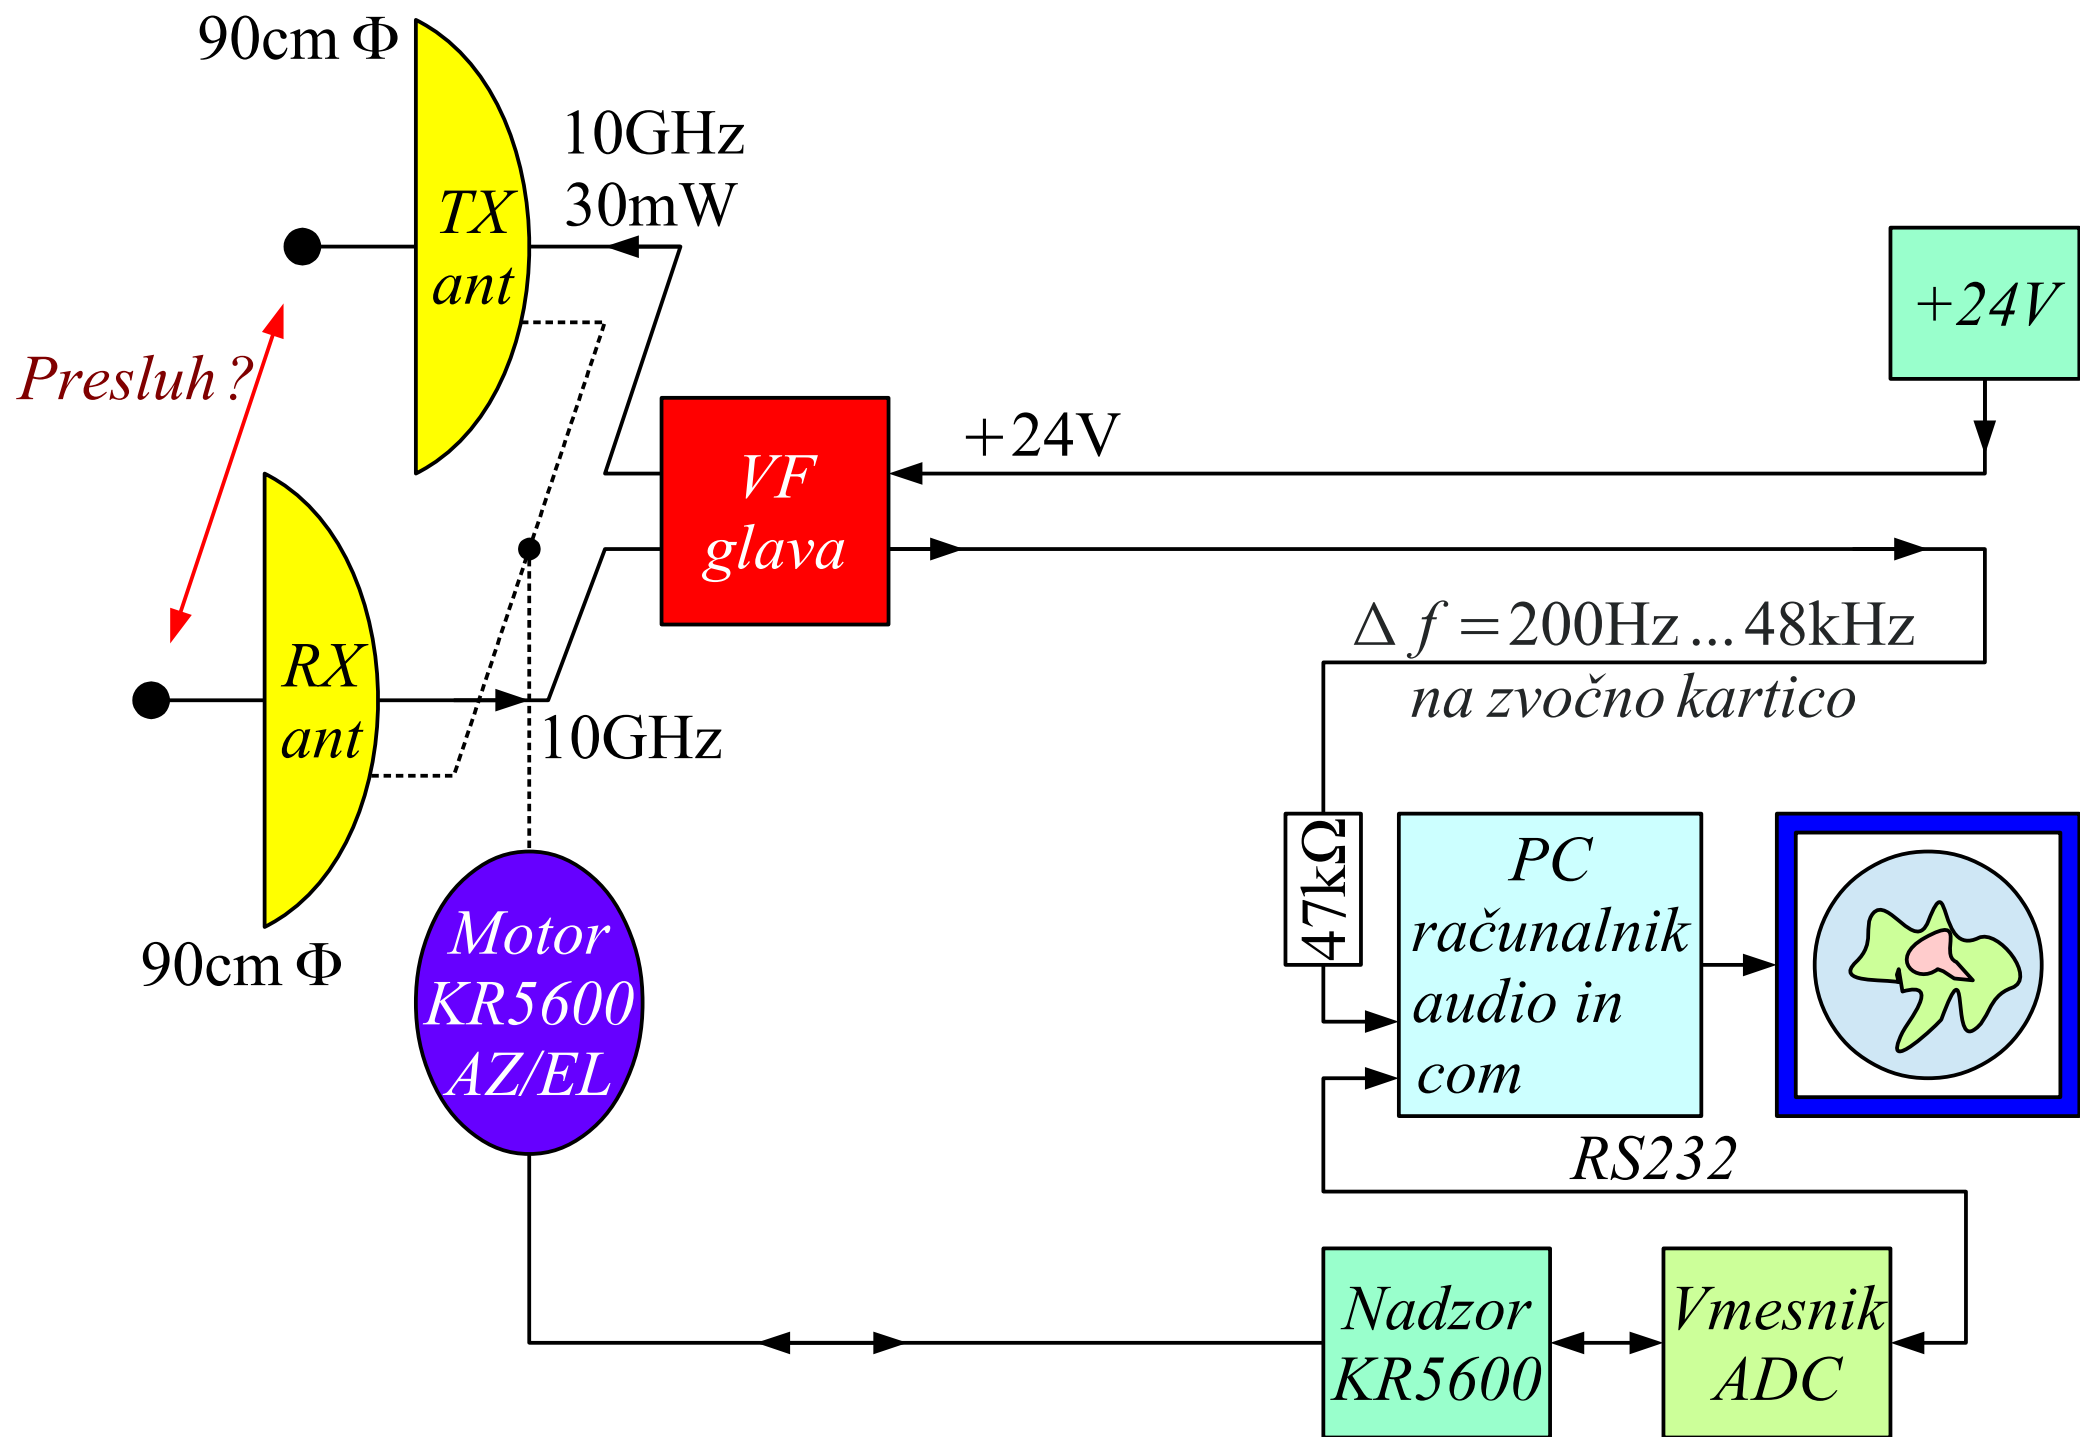 90cm Φ
10GHz
30mW
TX
ant
+24V
Presluh?
+24V
VF
glava
Δ f = 200Hz ... 48kHz
na zvočno kartico
RX
ant
10GHz
90cm Φ
47kΩ
PC
računalnik
audio in
com
Motor
KR5600
AZ/EL
RS232
Nadzor
KR5600
Vmesnik
ADC